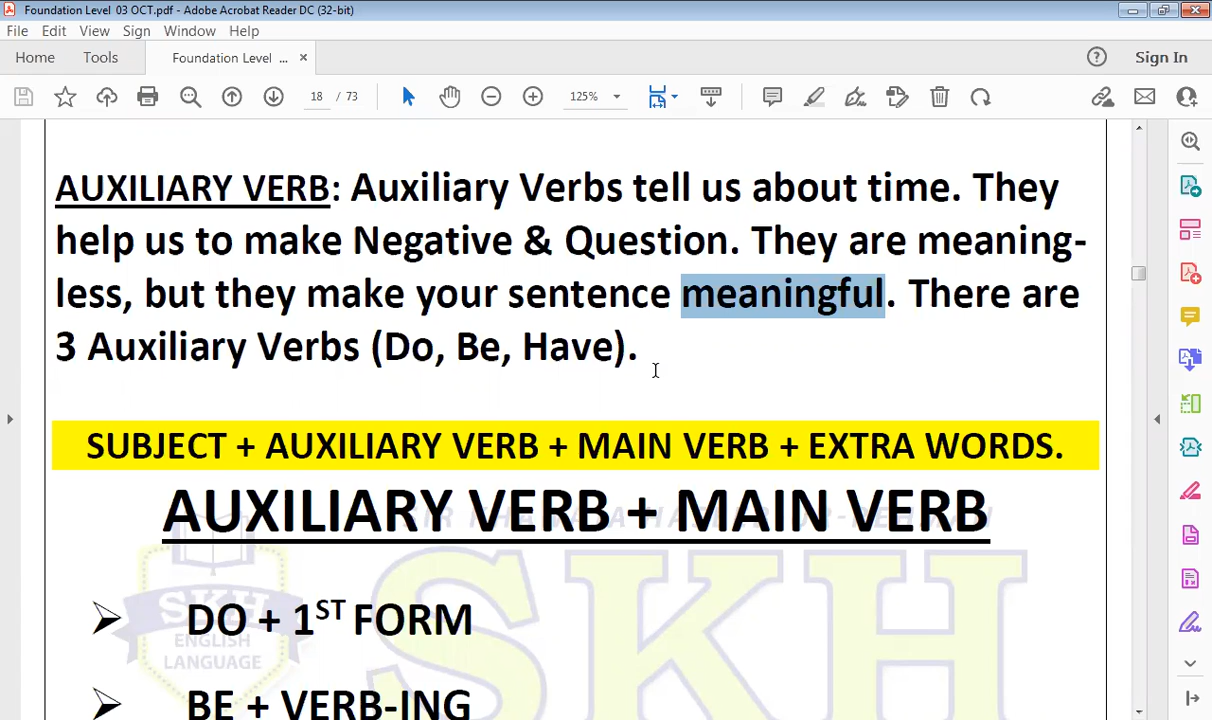 Foundation Level 03 OCT.pdf - Adobe Acrobat Reader DC (32-bit)
File Edit View Sign Window Help
Home Tools Foundation Level ... × Sign In
18 / 73 125%
AUXILIARY VERB: Auxiliary Verbs tell us about time. They
help us to make Negative & Question. They are meaning-
less, but they make your sentence meaningful. There are
3 Auxiliary Verbs (Do, Be, Have).
SUBJECT + AUXILIARY VERB + MAIN VERB + EXTRA WORDS.
AUXILIARY VERB + MAIN VERB
DO + 1ST FORM
BE + VERB-ING
SKH
ENGLISH
LANGUAGE
SKH